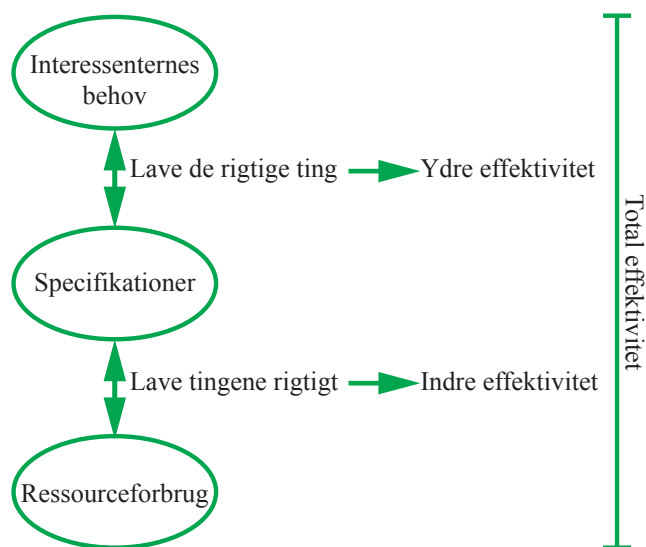 Interessenternes
behov
Lave de rigtige ting
Ydre effektivitet
Specifikationer
Lave tingene rigtigt
Indre effektivitet
Ressourceforbrug
Total effektivitet